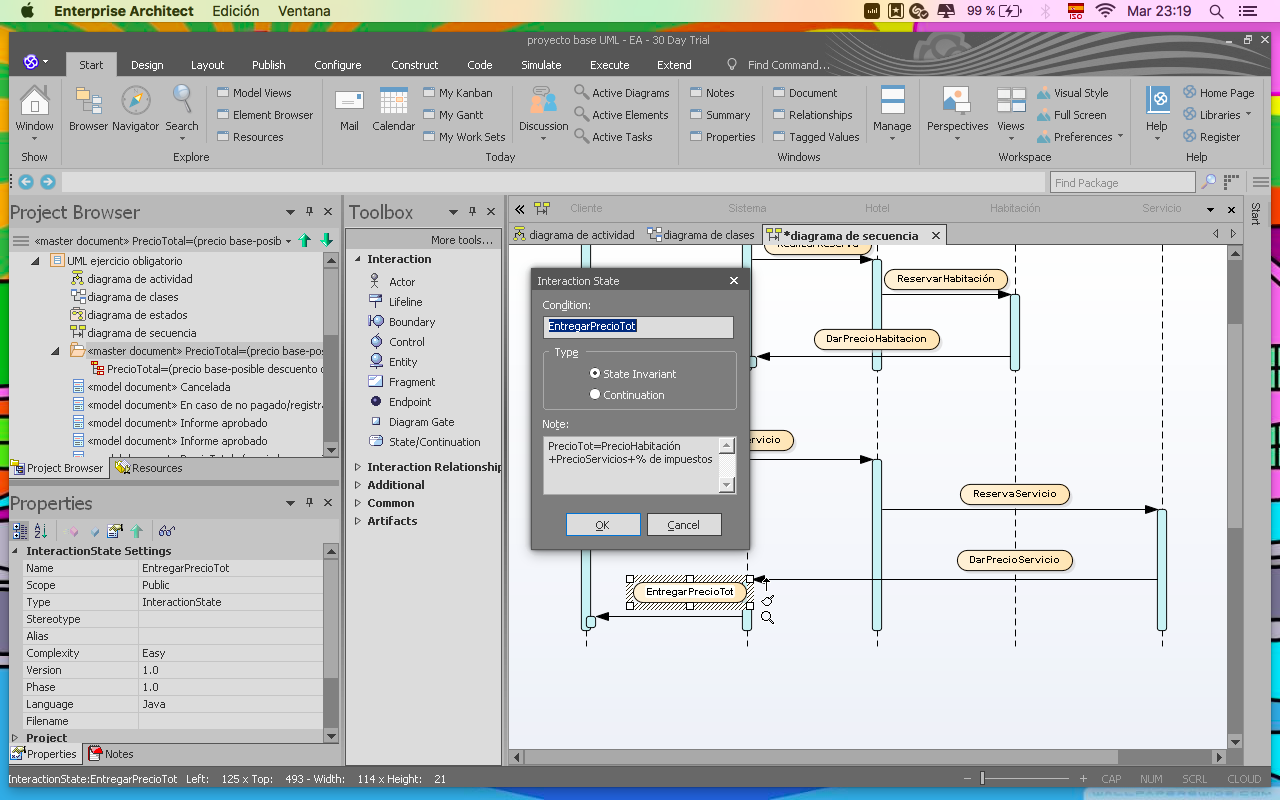 Enterprise Architect Edición Ventana 99 % ISO Mar 23:19
proyecto base UML - EA - 30 Day Trial
Start Design Layout Publish Configure Construct Code Simulate Execute Extend Find Command...
Window
Show
Browser Navigator Search
Model Views
Element Browser
Resources
Explore
Mail Calendar
My Kanban
My Gantt
My Work Sets
Discussion
Active Diagrams
Active Elements
Active Tasks
Today
Notes
Summary
Properties
Document
Relationships
Tagged Values
Windows
Manage
Perspectives Views
Visual Style
Full Screen
Preferences
Workspace
Help
Home Page
Libraries
Register
Help
Find Package
Project Browser
«master document» PrecioTotal=(precio base-posib
UML ejercicio obligatorio
diagrama de actividad
diagrama de clases
diagrama de estados
diagrama de secuencia
«master document» PrecioTotal=(precio base-pos
PrecioTotal=(precio base-posible descuento o
«model document» Cancelada
«model document» En caso de no pagado/registra
«model document» Informe aprobado
«model document» Informe aprobado
Project Browser Resources
Properties
InteractionState Settings
Name EntregarPrecioTot
Scope Public
Type InteractionState
Stereotype
Alias
Complexity Easy
Version 1.0
Phase 1.0
Language Java
Filename
Project
Properties Notes
Toolbox
More tools...
Interaction
Actor
Lifeline
Boundary
Control
Entity
Fragment
Endpoint
Diagram Gate
State/Continuation
Interaction Relationship
Additional
Common
Artifacts
Cliente Sistema Hotel Habitación Servicio
Start
diagrama de actividad diagrama de clases *diagrama de secuencia
ReservarHabitación
DarPrecioHabitacion
rvicio
ReservaServicio
DarPrecioServicio
EntregarPrecioTot
Interaction State
Condition:
EntregarPrecioTot
Type
State Invariant
Continuation
Note:
PrecioTot=PrecioHabitación
+PrecioServicios+% de impuestos
OK Cancel
InteractionState:EntregarPrecioTot Left: 125 x Top: 493 - Width: 114 x Height: 21 CAP NUM SCRL CLOUD